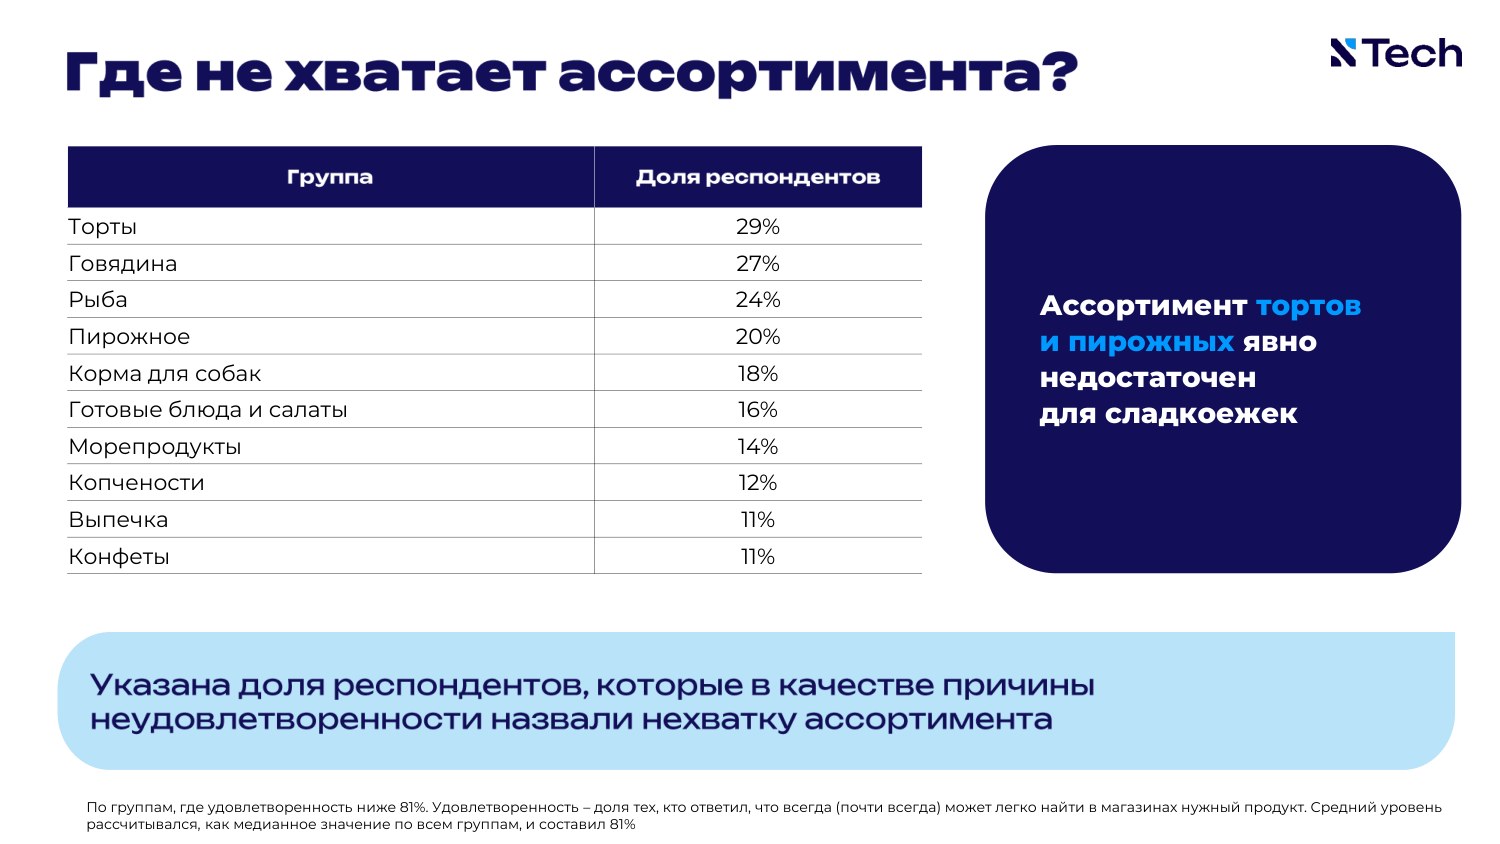 Где не хватает ассортимента?
Tech
Группа Доля респондентов
Торты 29%
Говядина 27%
Рыба 24%
Пирожное 20%
Корма для собак 18%
Готовые блюда и салаты 16%
Морепродукты 14%
Копчености 12%
Выпечка 11%
Конфеты 11%
Ассортимент тортов
и пирожных явно
недостаточен
для сладкоежек
Указана доля респондентов, которые в качестве причины
неудовлетворенности назвали нехватку ассортимента
По группам, где удовлетворенность ниже 81%. Удовлетворенность – доля тех, кто ответил, что всегда (почти всегда) может легко найти в магазинах нужный продукт. Средний уровень
рассчитывался, как медианное значение по всем группам, и составил 81%